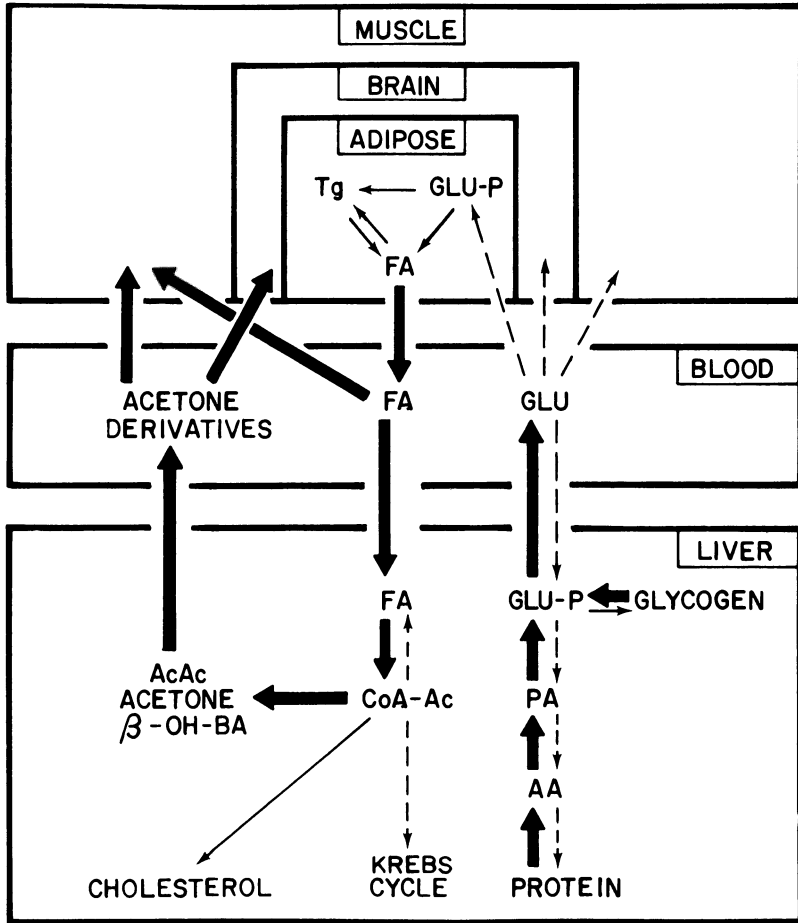 MUSCLE
BRAIN
ADIPOSE
Tg
GLU-P
FA
BLOOD
ACETONE
DERIVATIVES
FA
GLU
LIVER
FA
GLU-P
GLYCOGEN
AcAc
ACETONE
β-OH-BA
CoA-Ac
PA
AA
CHOLESTEROL
KREBS
CYCLE
PROTEIN